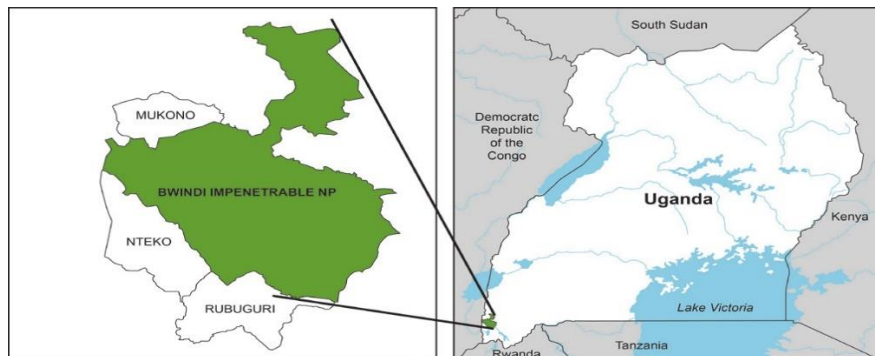 MUKONO
BWINDI IMPENETRABLE NP
NTEKO
RUBUGURI
South Sudan
Democratc
Republic
of the
Congo
Uganda
Kenya
Lake Victoria
Tanzania
Rwanda